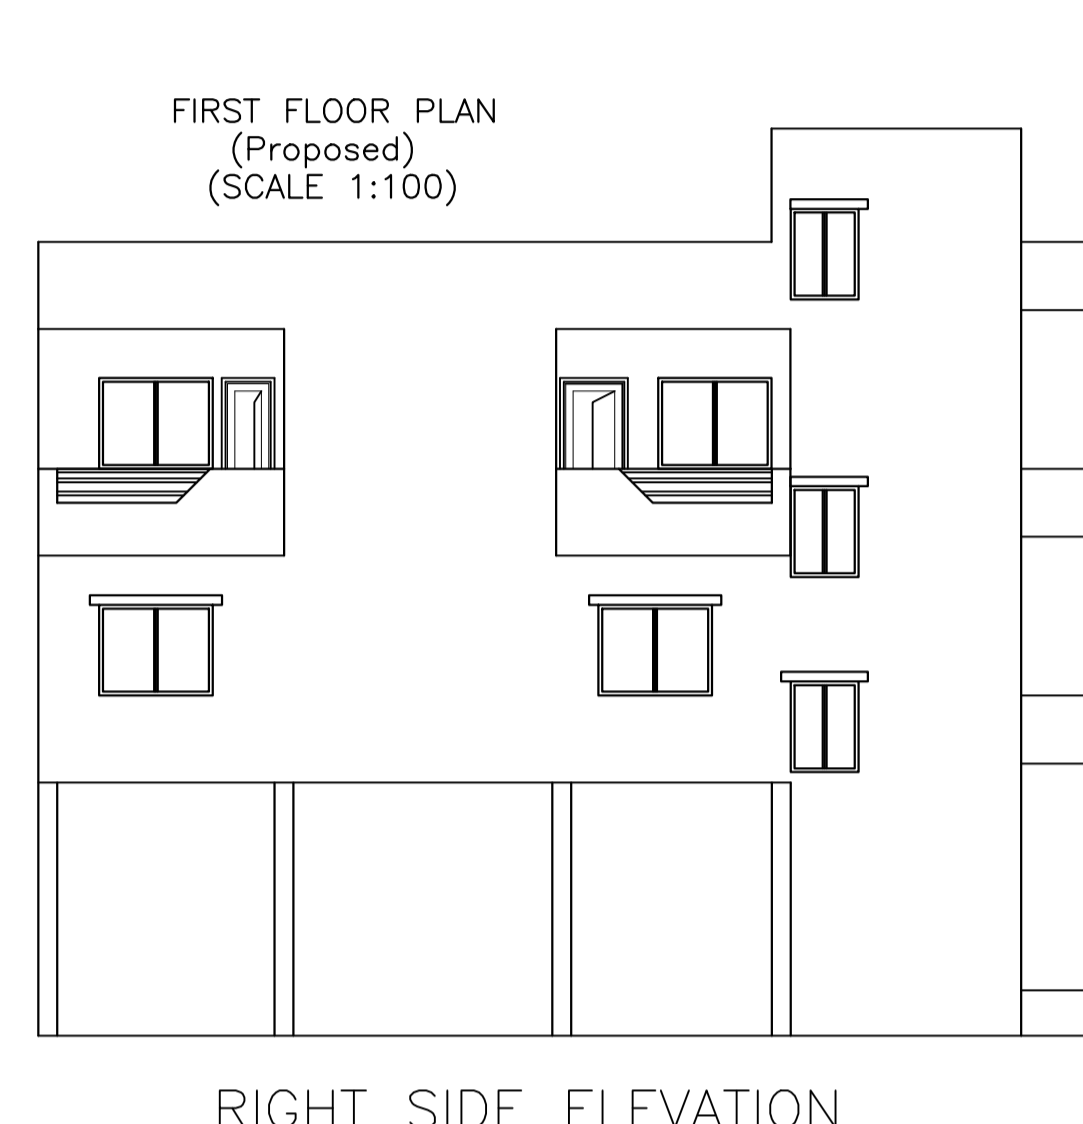 FIRST FLOOR PLAN
(Proposed)
(SCALE 1:100)
RIGHT SIDE ELEVATION